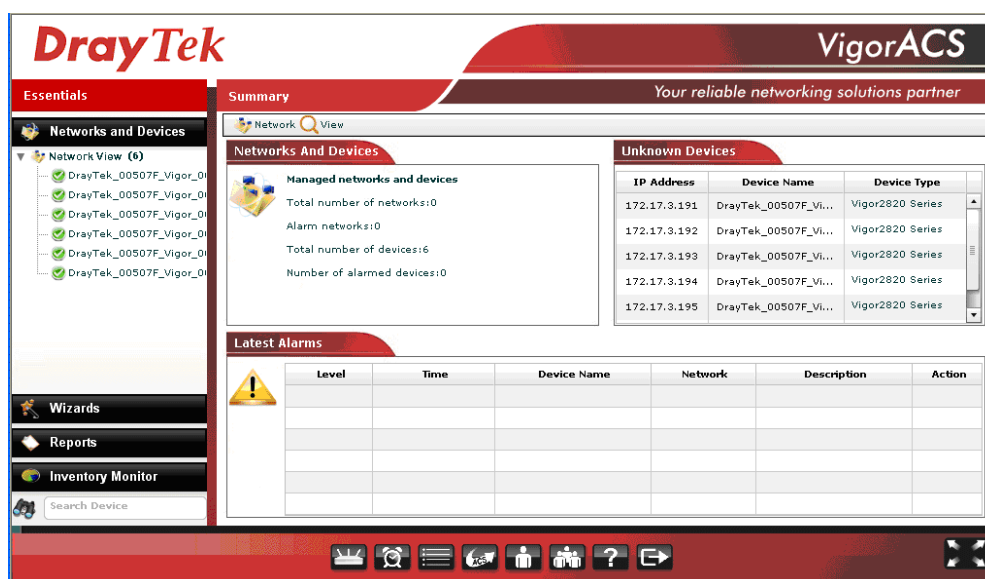 DrayTek
VigorACS
Essentials
Summary
Your reliable networking solutions partner
Networks and Devices
Network View (6)
DrayTek_00507F_Vigor_0
DrayTek_00507F_Vigor_0
DrayTek_00507F_Vigor_0
DrayTek_00507F_Vigor_0
DrayTek_00507F_Vigor_0
DrayTek_00507F_Vigor_0
Wizards
Reports
Inventory Monitor
Search Device
Network View
Networks And Devices
Managed networks and devices
Total number of networks:0
Alarm networks:0
Total number of devices:6
Number of alarmed devices:0
Unknown Devices
IP Address Device Name Device Type
172.17.3.191 DrayTek_00507F_Vi... Vigor2820 Series
172.17.3.192 DrayTek_00507F_Vi... Vigor2820 Series
172.17.3.193 DrayTek_00507F_Vi... Vigor2820 Series
172.17.3.194 DrayTek_00507F_Vi... Vigor2820 Series
172.17.3.195 DrayTek_00507F_Vi... Vigor2820 Series
Latest Alarms
Level Time Device Name Network Description Action
ACS
?